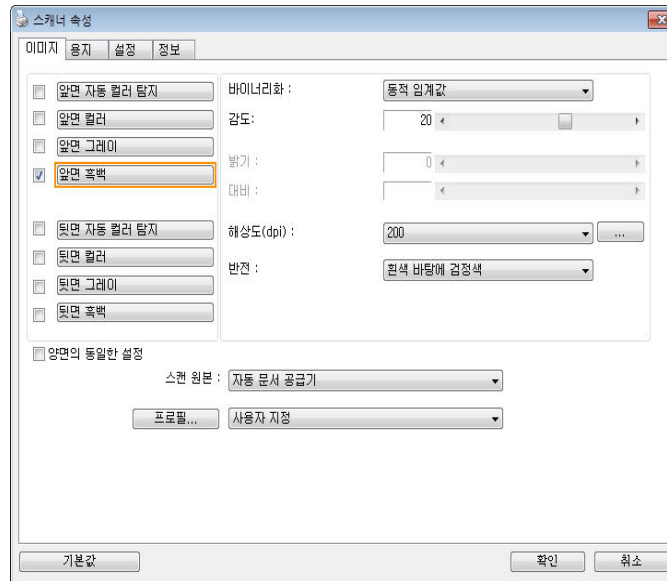 스캐너 속성
이미지 용지 설정 정보
앞면 자동 컬러 탐지
앞면 컬러
앞면 그레이
앞면 흑백
뒷면 자동 컬러 탐지
뒷면 컬러
뒷면 그레이
뒷면 흑백
바이너리화 : 동적 임계값
감도: 20
밝기 : 0
대비 :
해상도(dpi) : 200 ...
반전 : 흰색 바탕에 검정색
양면의 동일한 설정
스캔 원본 : 자동 문서 공급기
프로필... 사용자 지정
기본값 확인 취소